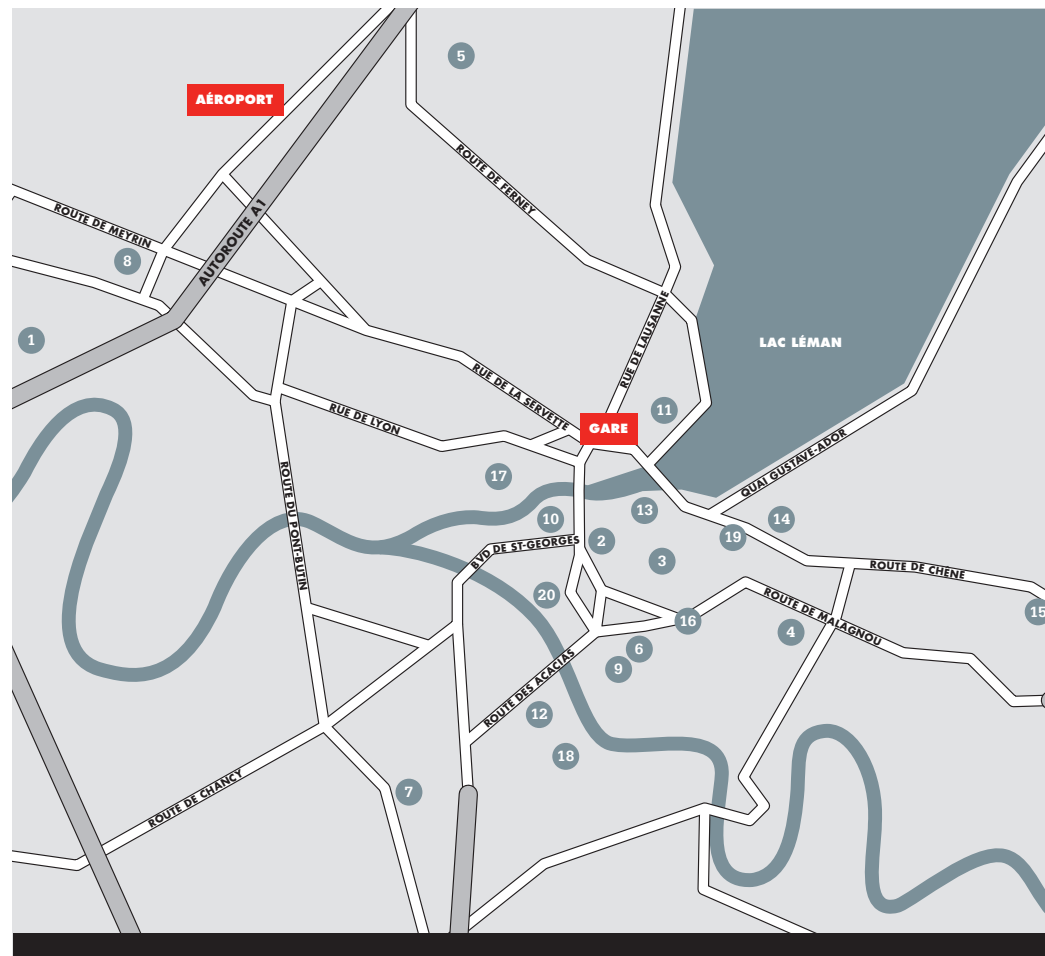 5
AÉROPORT
ROUTE DE FERNEY
AUTOROUTE A1
ROUTE DE MEYRIN
8
1
RUE DE LAUSANNE
LAC LÉMAN
RUE DE LA SERVETTE
RUE DE LYON
11
GARE
QUAI GUSTAVE-ADOR
17
ROUTE DU PONT-BUTIN
10
13
14
19
2
BVD DE ST-GEORGES
3
ROUTE DE CHÊNE
20
15
16
ROUTE DE MALAGNOU
4
6
9
ROUTE DES ACACIAS
12
18
7
ROUTE DE CHANCY